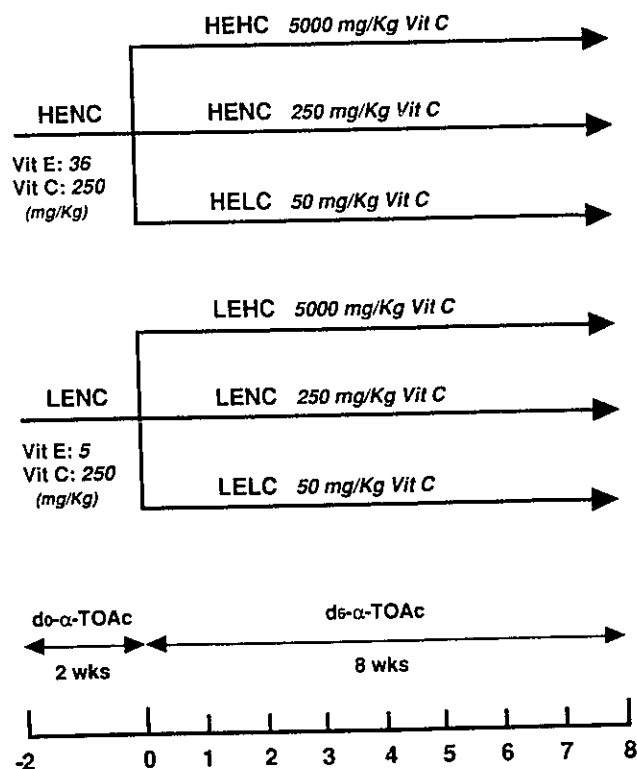 HEHC 5000 mg/Kg Vit C
HENC
HENC 250 mg/Kg Vit C
Vit E: 36
Vit C: 250
(mg/Kg)
HELC 50 mg/Kg Vit C
LEHC 5000 mg/Kg Vit C
LENC
LENC 250 mg/Kg Vit C
Vit E: 5
Vit C: 250
(mg/Kg)
LELC 50 mg/Kg Vit C
d0-α-TOAc
d6-α-TOAc
2 wks
8 wks
-2 0 1 2 3 4 5 6 7 8